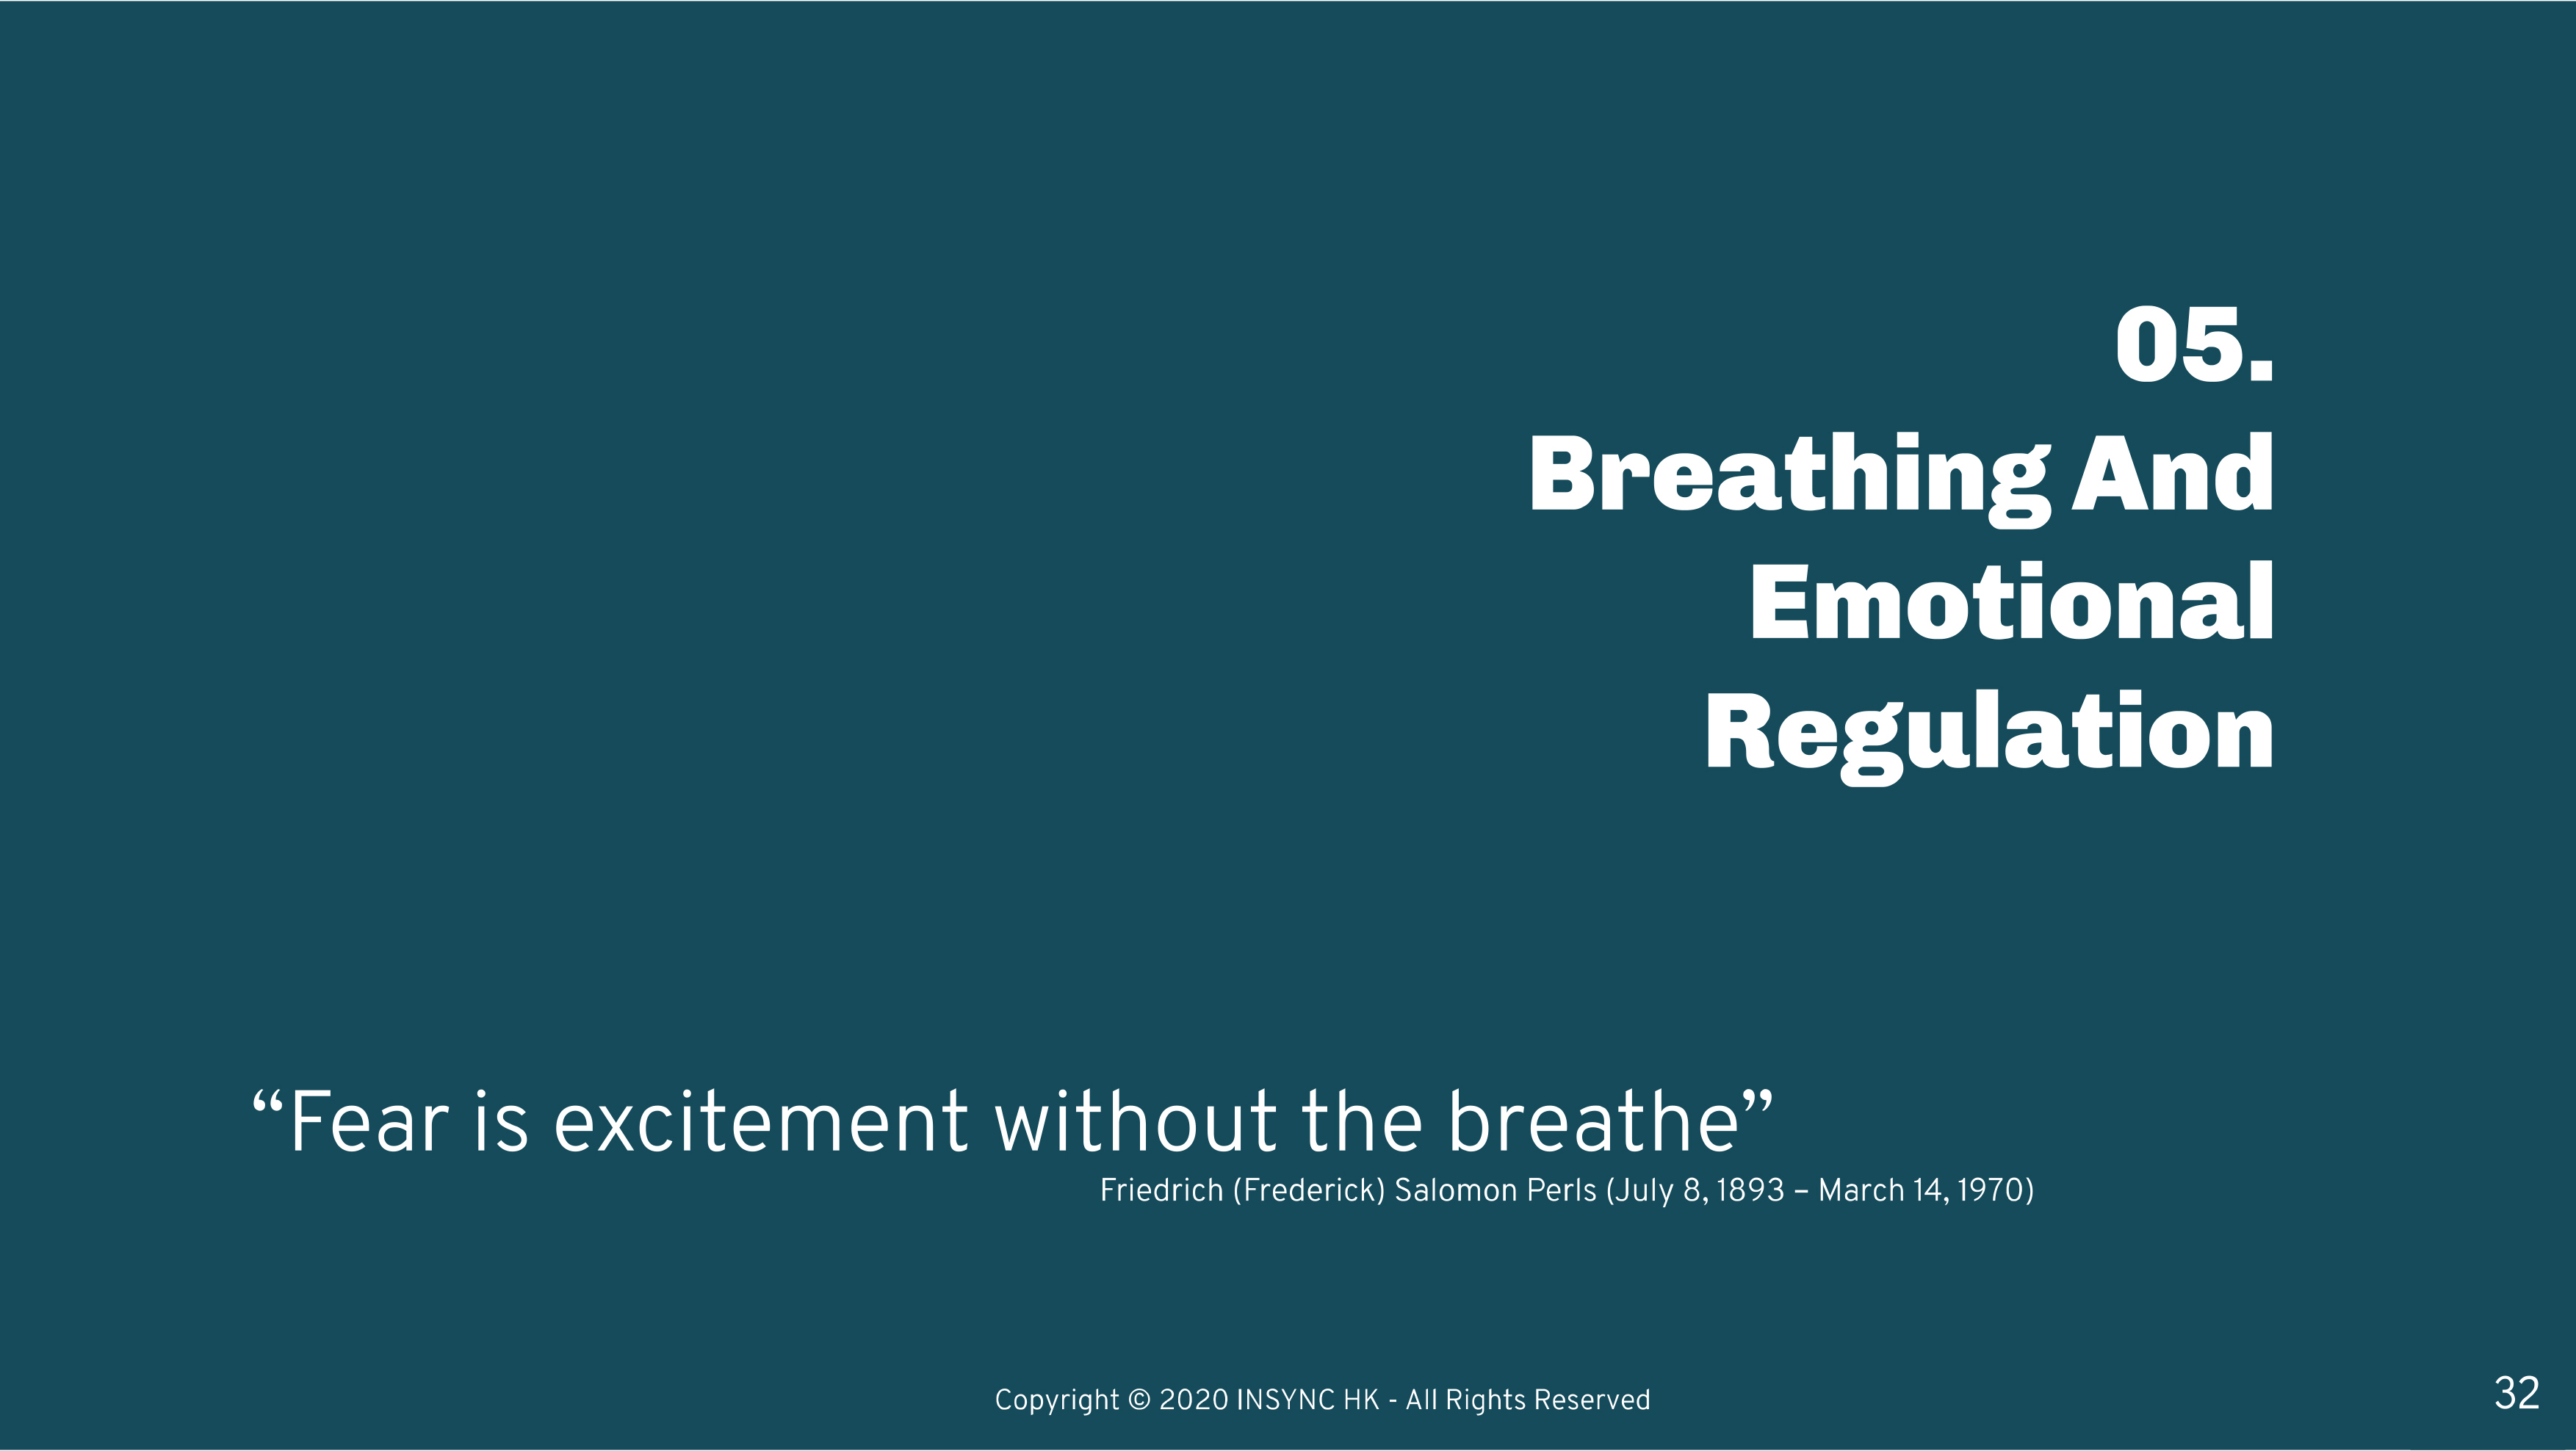 05.
Breathing And
Emotional
Regulation
“Fear is excitement without the breathe”
Friedrich (Frederick) Salomon Perls (July 8, 1893 – March 14, 1970)
Copyright © 2020 INSYNC HK - All Rights Reserved
32